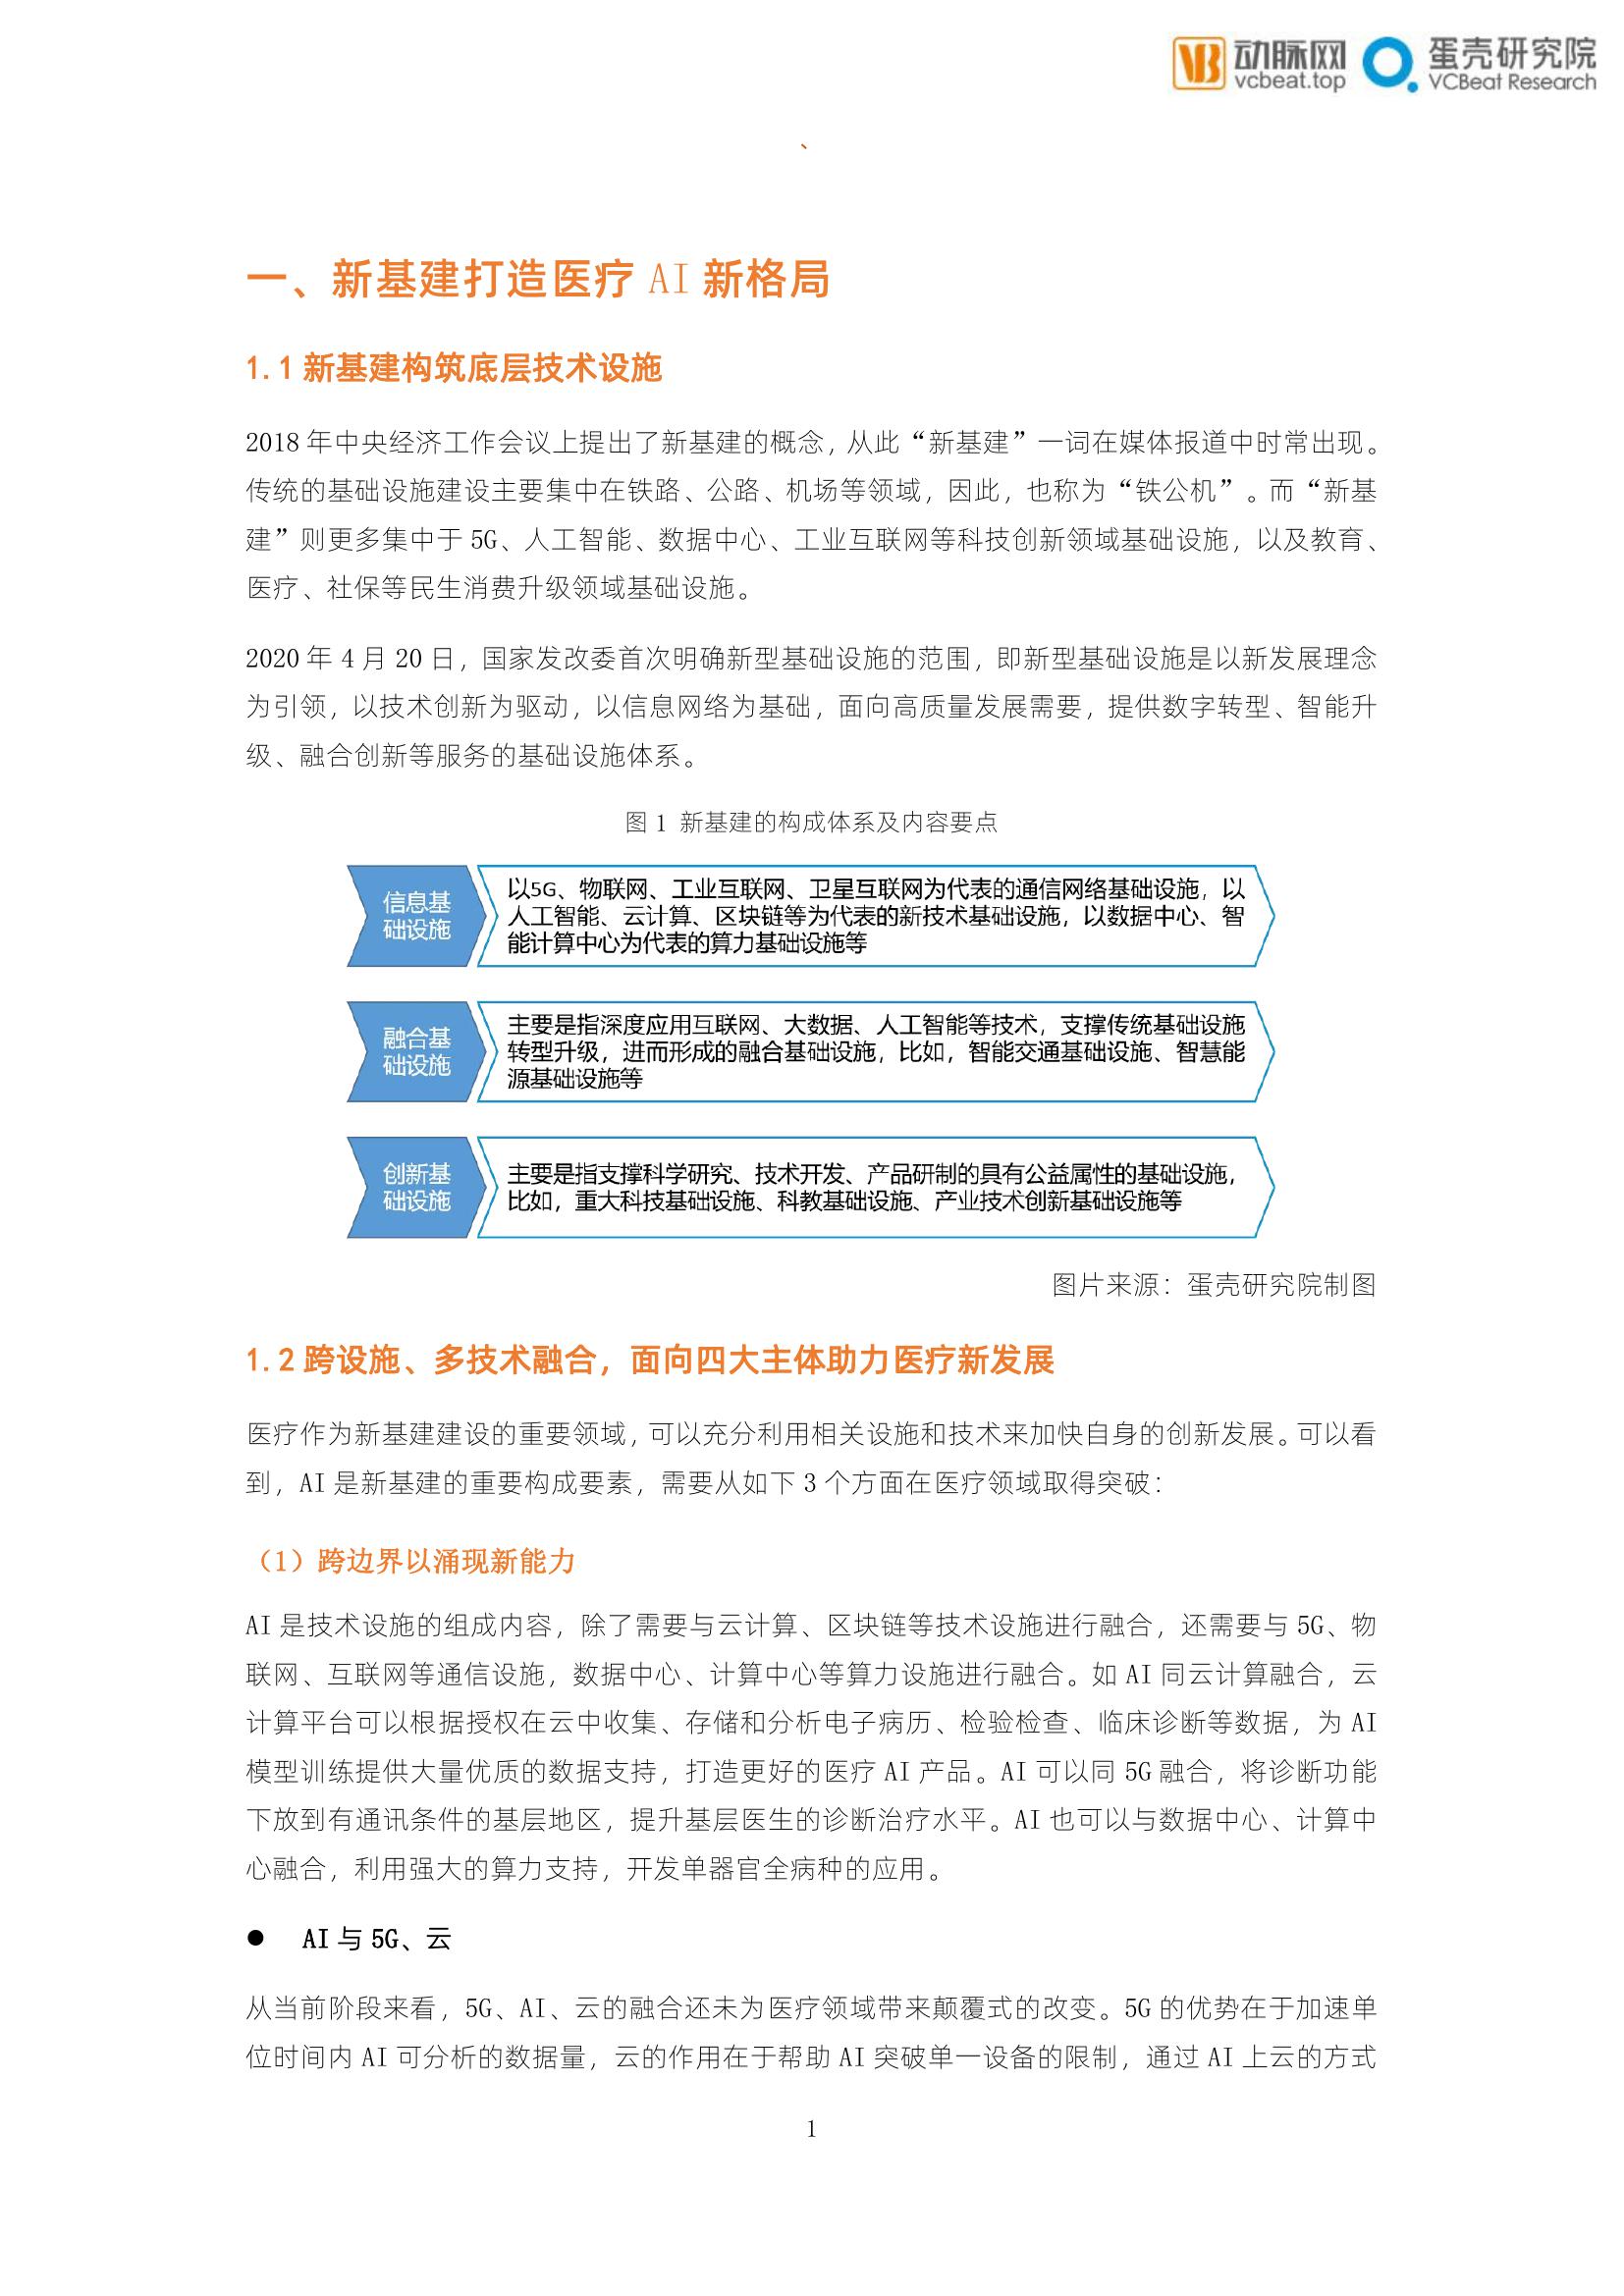 动脉网
vcbeat.top
蛋壳研究院
VCBeat Research
、
一、新基建打造医疗 AI 新格局
1.1 新基建构筑底层技术设施
2018 年中央经济工作会议上提出了新基建的概念，从此“新基建”一词在媒体报道中时常出现。
传统的基础设施建设主要集中在铁路、公路、机场等领域，因此，也称为“铁公机”。而“新基
建”则更多集中于 5G、人工智能、数据中心、工业互联网等科技创新领域基础设施，以及教育、
医疗、社保等民生消费升级领域基础设施。
2020 年 4 月 20 日，国家发改委首次明确新型基础设施的范围，即新型基础设施是以新发展理念
为引领，以技术创新为驱动，以信息网络为基础，面向高质量发展需要，提供数字转型、智能升
级、融合创新等服务的基础设施体系。
图 1 新基建的构成体系及内容要点
信息基
础设施
以5G、物联网、工业互联网、卫星互联网为代表的通信网络基础设施，以
人工智能、云计算、区块链等为代表的新技术基础设施，以数据中心、智
能计算中心为代表的算力基础设施等
融合基
础设施
主要是指深度应用互联网、大数据、人工智能等技术，支撑传统基础设施
转型升级，进而形成的融合基础设施，比如，智能交通基础设施、智慧能
源基础设施等
创新基
础设施
主要是指支撑科学研究、技术开发、产品研制的具有公益属性的基础设施，
比如，重大科技基础设施、科教基础设施、产业技术创新基础设施等
图片来源：蛋壳研究院制图
1.2 跨设施、多技术融合，面向四大主体助力医疗新发展
医疗作为新基建建设的重要领域，可以充分利用相关设施和技术来加快自身的创新发展。可以看
到，AI 是新基建的重要构成要素，需要从如下 3 个方面在医疗领域取得突破：
（1）跨边界以涌现新能力
AI 是技术设施的组成内容，除了需要与云计算、区块链等技术设施进行融合，还需要与 5G、物
联网、互联网等通信设施，数据中心、计算中心等算力设施进行融合。如 AI 同云计算融合，云
计算平台可以根据授权在云中收集、存储和分析电子病历、检验检查、临床诊断等数据，为 AI
模型训练提供大量优质的数据支持，打造更好的医疗 AI 产品。AI 可以同 5G 融合，将诊断功能
下放到有通讯条件的基层地区，提升基层医生的诊断治疗水平。AI 也可以与数据中心、计算中
心融合，利用强大的算力支持，开发单器官全病种的应用。
● AI 与 5G、云
从当前阶段来看，5G、AI、云的融合还未为医疗领域带来颠覆式的改变。5G 的优势在于加速单
位时间内 AI 可分析的数据量，云的作用在于帮助 AI 突破单一设备的限制，通过 AI 上云的方式
1